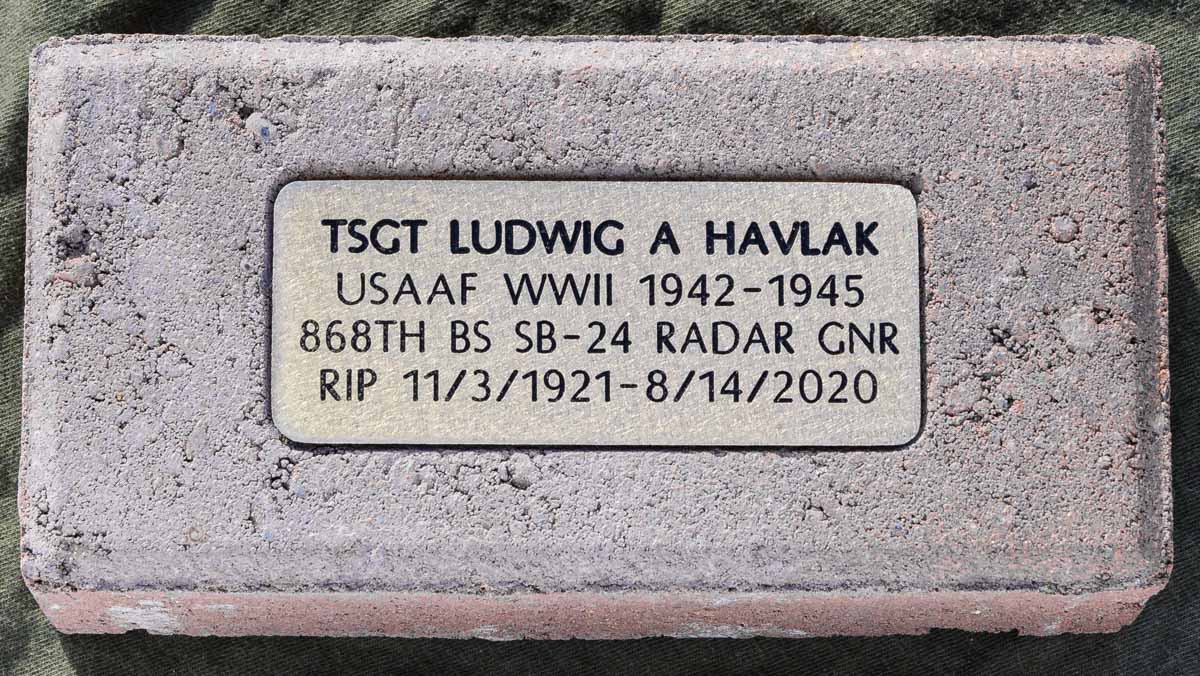 TSGT LUDWIG A HAVLAK
USAAF WWII 1942-1945
868TH BS SB-24 RADAR GNR
RIP 11/3/1921-8/14/2020